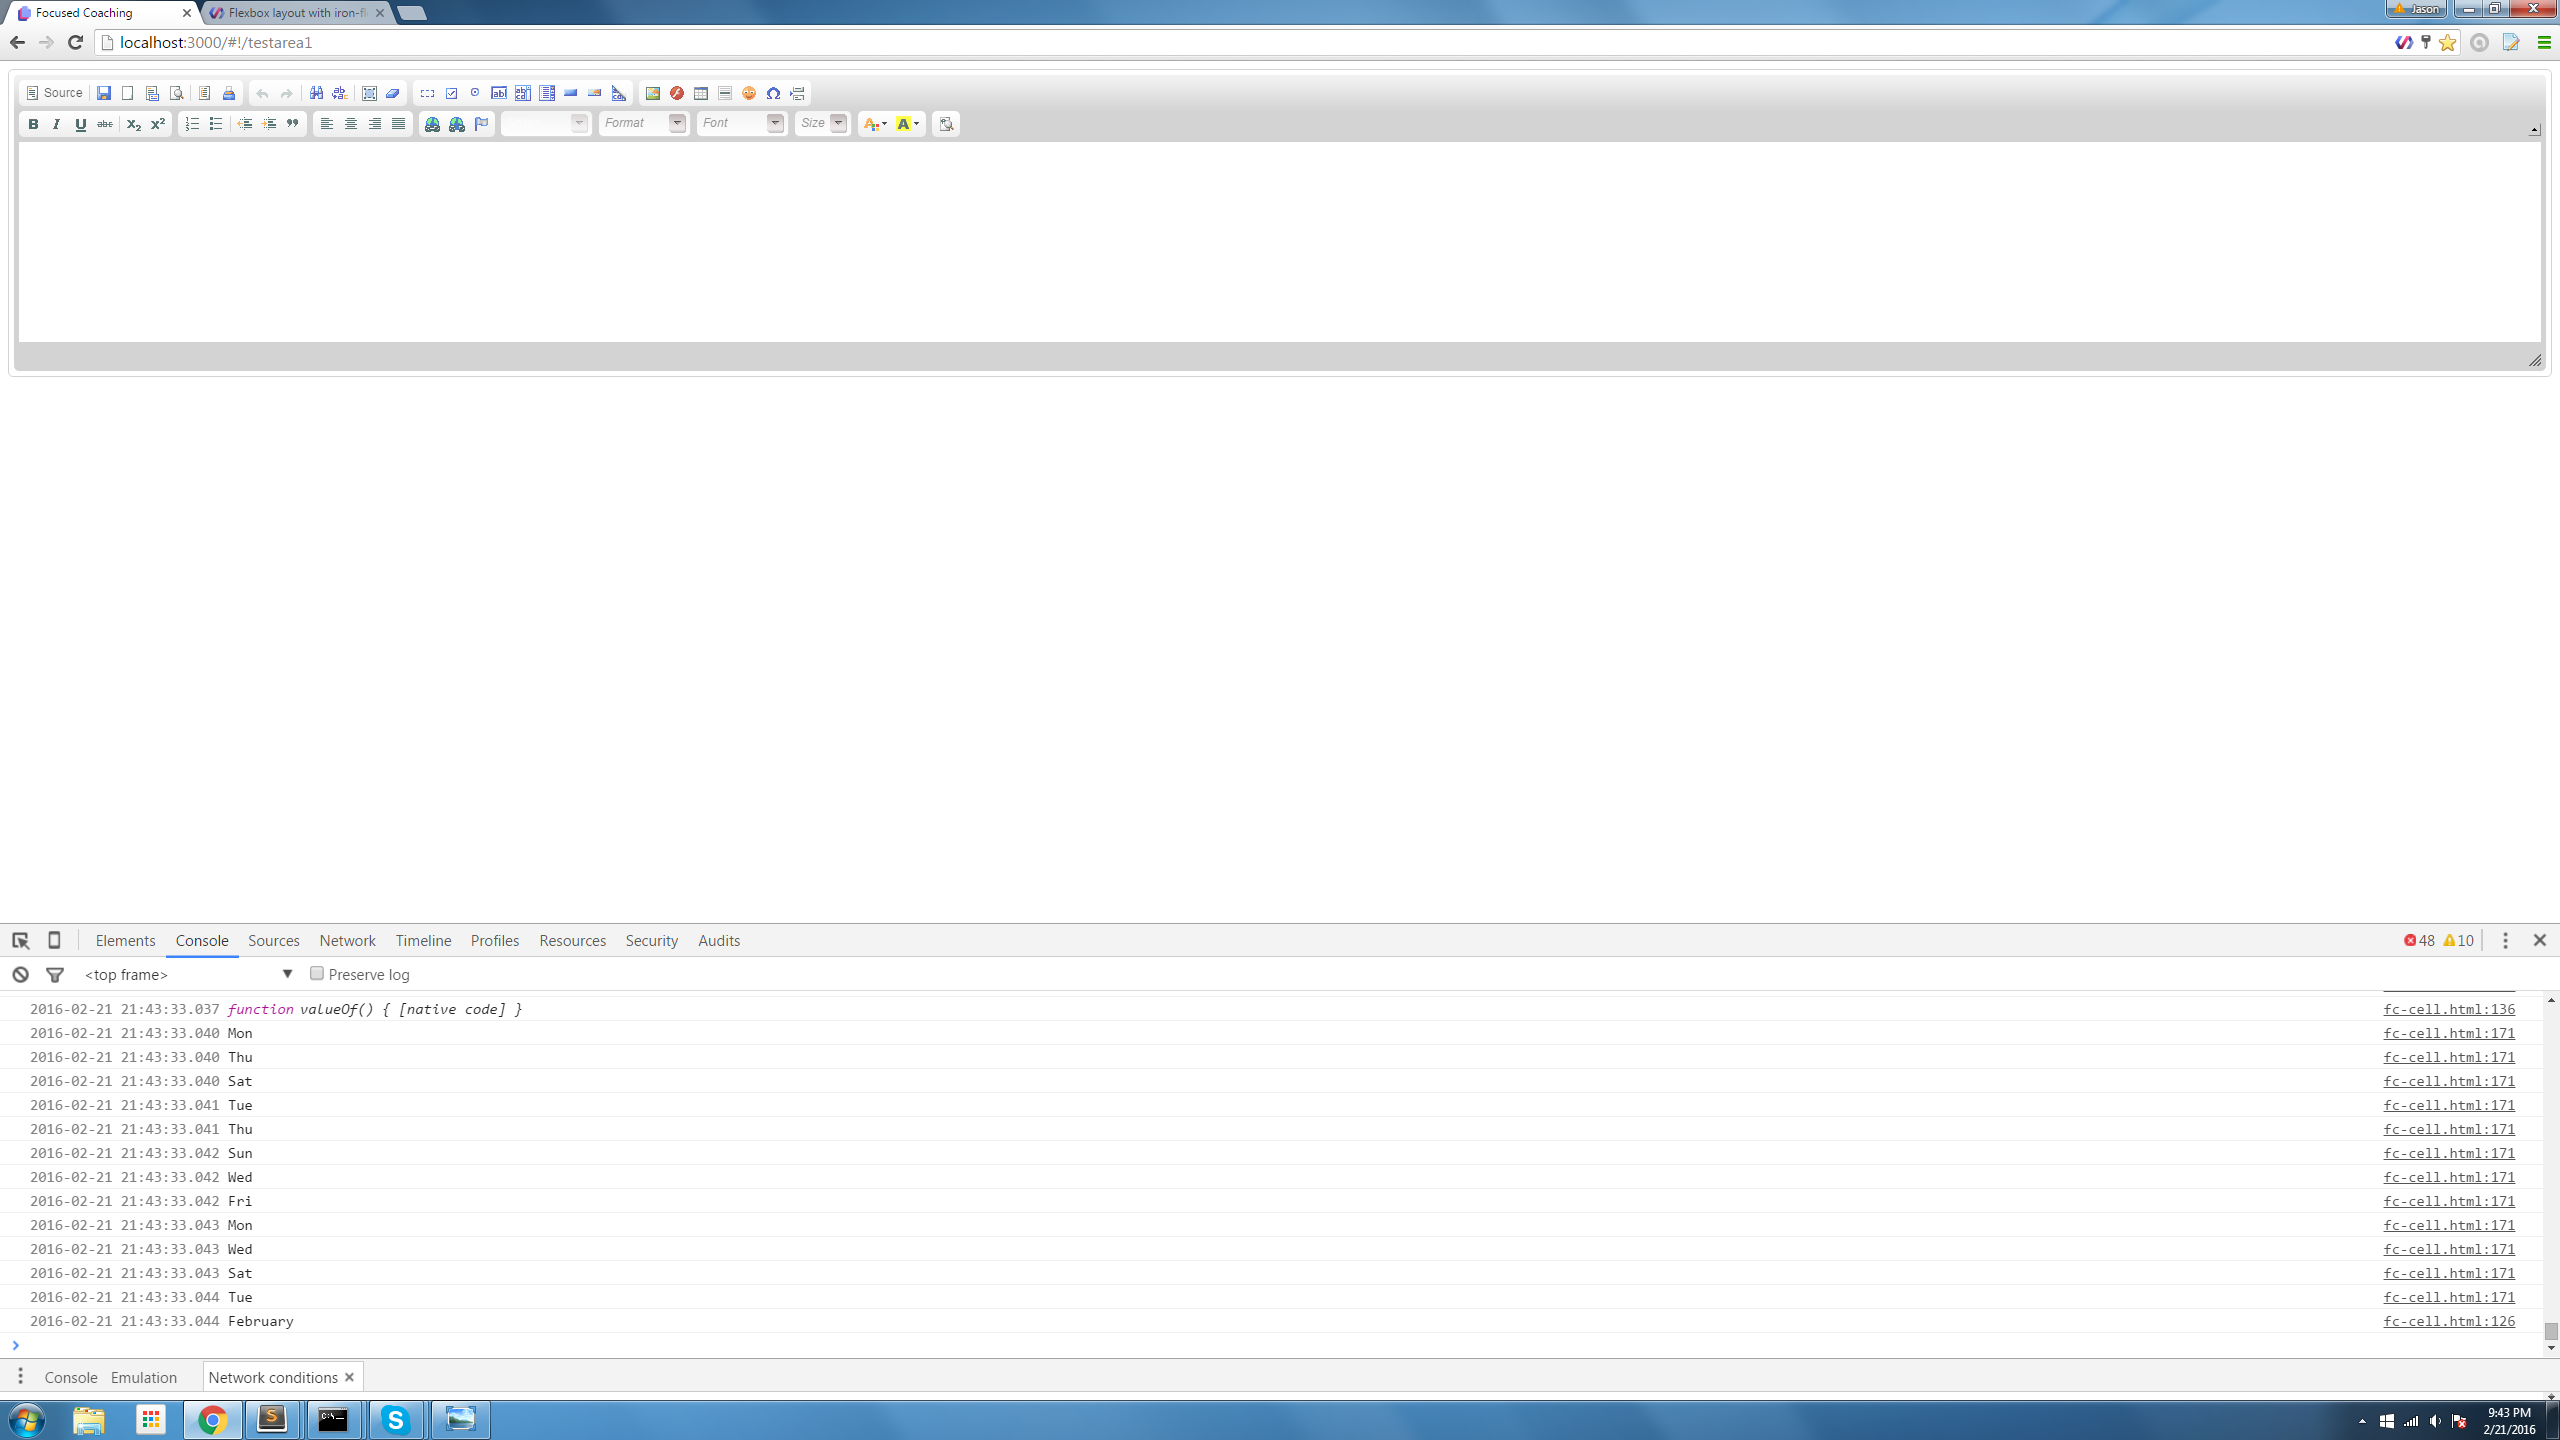 Focused Coaching
Flexbox layout with iron-fl
Jason
localhost:3000/#!/testarea1
Source
B I U abc X₂ X²
Format
Font
Size
Elements Console Sources Network Timeline Profiles Resources Security Audits
48 10
<top frame> Preserve log
2016-02-21 21:43:33.037 function valueOf() { [native code] } fc-cell.html:136
2016-02-21 21:43:33.040 Mon fc-cell.html:171
2016-02-21 21:43:33.040 Thu fc-cell.html:171
2016-02-21 21:43:33.040 Sat fc-cell.html:171
2016-02-21 21:43:33.041 Tue fc-cell.html:171
2016-02-21 21:43:33.041 Thu fc-cell.html:171
2016-02-21 21:43:33.042 Sun fc-cell.html:171
2016-02-21 21:43:33.042 Wed fc-cell.html:171
2016-02-21 21:43:33.042 Fri fc-cell.html:171
2016-02-21 21:43:33.043 Mon fc-cell.html:171
2016-02-21 21:43:33.043 Wed fc-cell.html:171
2016-02-21 21:43:33.043 Sat fc-cell.html:171
2016-02-21 21:43:33.044 Tue fc-cell.html:171
2016-02-21 21:43:33.044 February fc-cell.html:126
Console Emulation Network conditions
9:43 PM
2/21/2016